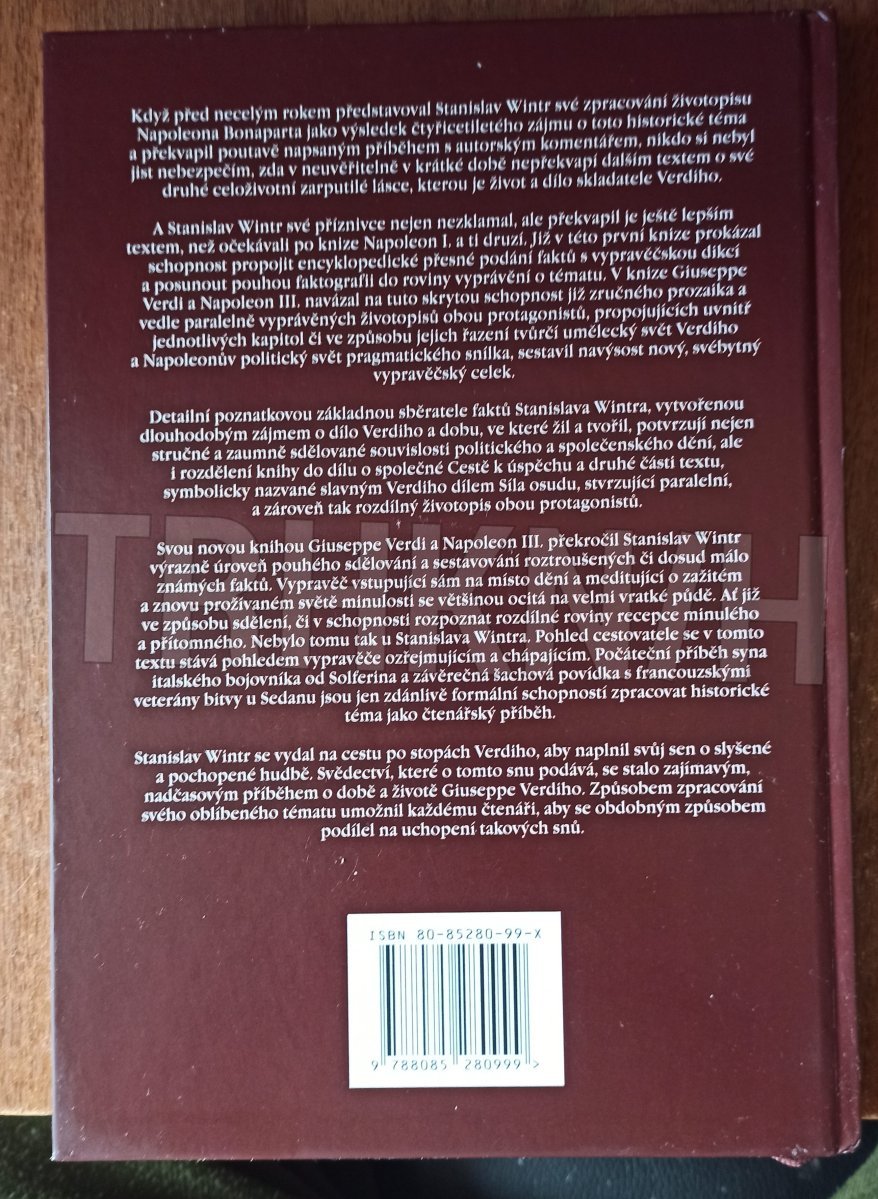 Když před necelým rokem představoval Stanislav Wintr své zpracování životopisu
Napoleona Bonaparta jako výsledek čtyřicetiletého zájmu o toto historické téma
a překvapil poutavě napsaným příběhem s autorským komentářem, nikdo si nebyl
jist nebezpečím, zda v neuvěřitelně v krátké době nepřekvapí dalším textem o své
druhé celoživotní zarputilé lásce, kterou je život a dílo skladatele Verdiho.
A Stanislav Wintr své příznivce nejen nezklamal, ale překvapil je ještě lepším
textem, než očekávali po knize Napoleon I. a ti druzí. Již v této první knize prokázal
schopnost propojit encyklopedické přesné podání faktů s vypravěčskou dikcí
a posunout pouhou faktografii do roviny vyprávění o tématu. V knize Giuseppe
Verdi a Napoleon III. navázal na tuto skrytou schopnost již zručného prozaika a
vedle paralelně vyprávěných životopisů obou protagonistů, propojujících uvnitř
jednotlivých kapitol či ve způsobu jejich řazení tvůrčí umělecký svět Verdiho
a Napoleonův politický svět pragmatického snílka, sestavil navýsost nový, svébytný
vypravěčský celek.
Detailní poznatkovou základnou sběratele faktů Stanislava Wintra, vytvořenou
dlouhodobým zájmem o dílo Verdiho a dobu, ve které žil a tvořil, potvrzují nejen
stručné a zaumně sdělované souvislosti politického a společenského dění, ale
i rozdělení knihy do dílu o společné Cestě k úspěchu a druhé části textu,
symbolicky nazvané slavným Verdiho dílem Síla osudu, stvrzující paralelní,
a zároveň tak rozdílný životopis obou protagonistů.
Svou novou knihou Giuseppe Verdi a Napoleon III. překročil Stanislav Wintr
výrazně úroveň pouhého sdělování a sestavování roztroušených či dosud málo
známých faktů. Vypravěč vstupující sám na místo dění a meditující o zažitém
a znovu prožívaném světě minulosti se většinou ocitá na velmi vratké půdě. Ať již
ve způsobu sdělení, či v schopnosti rozpoznat rozdílné roviny recepce minulého
a přítomného. Nebylo tomu tak u Stanislava Wintra. Pohled cestovatele se v tomto
textu stává pohledem vypravěče ozřejmujícím a chápajícím. Počáteční příběh syna
italského bojovníka od Solferina a závěrečná šachová povídka s francouzskými
veterány bitvy u Sedanu jsou jen zdánlivě formální schopností zpracovat historické
téma jako čtenářský příběh.
Stanislav Wintr se vydal na cestu po stopách Verdiho, aby naplnil svůj sen o slyšené
a pochopené hudbě. Svědectví, které o tomto snu podává, se stalo zajímavým,
nadčasovým příběhem o době a životě Giuseppe Verdiho. Způsobem zpracování
svého oblíbeného tématu umožnil každému čtenáři, aby se obdobným způsobem
podílel na uchopení takových snů.
ISBN 80-85280-99-X
9 788085 280999 >